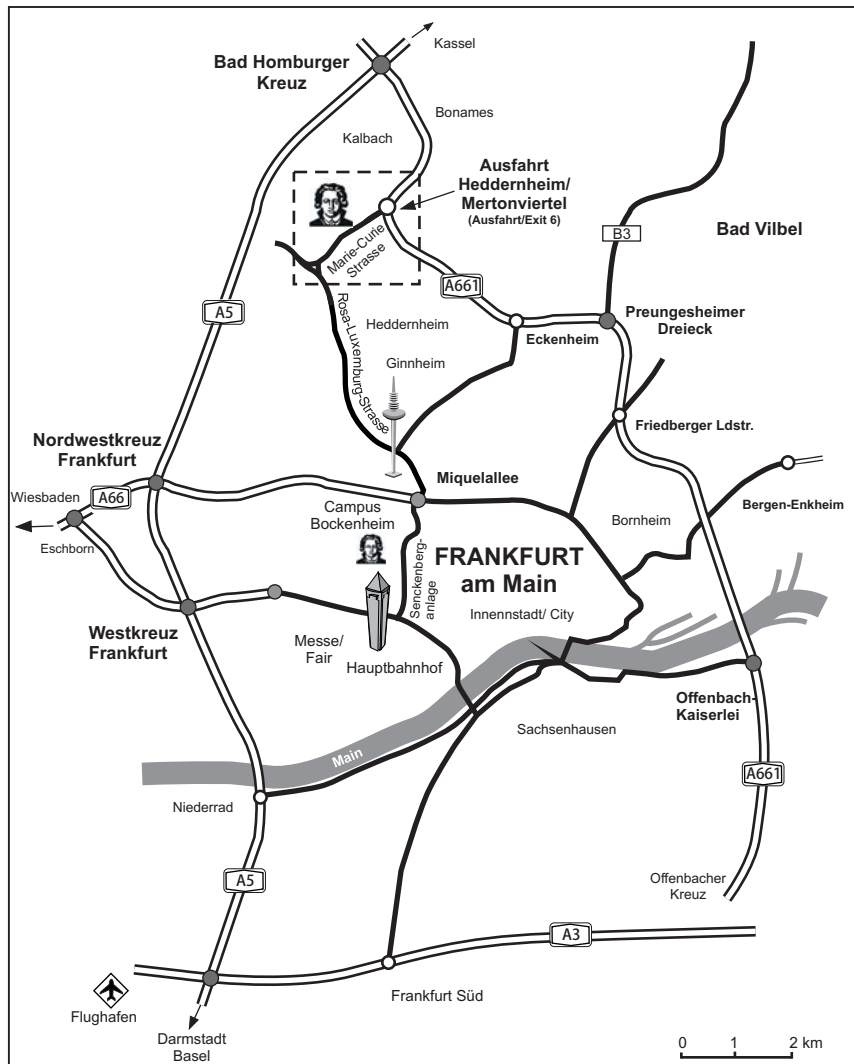 Kassel
Bad Homburger
Kreuz
Bonames
Kalbach
Ausfahrt
Heddernheim/
Mertonviertel
(Ausfahrt/Exit 6)
B3
Bad Vilbel
Marie-Curie
Strasse
A661
A5
Rosa-Luxemburg-Strasse
Heddernheim
Eckenheim
Preungesheimer
Dreieck
Ginnheim
Friedberger Ldstr.
Nordwestkreuz
Frankfurt
Miquelallee
Wiesbaden
A66
Eschborn
Campus
Bockenheim
Bergen-Enkheim
Bornheim
FRANKFURT
am Main
Senckenberg-
anlage
Innennstadt/ City
Westkreuz
Frankfurt
Messe/
Fair
Hauptbahnhof
Offenbach-
Kaiserlei
Sachsenhausen
Main
A661
Niederrad
A5
Offenbacher
Kreuz
A3
Flughafen
Frankfurt Süd
Darmstadt
Basel
0 1 2 km